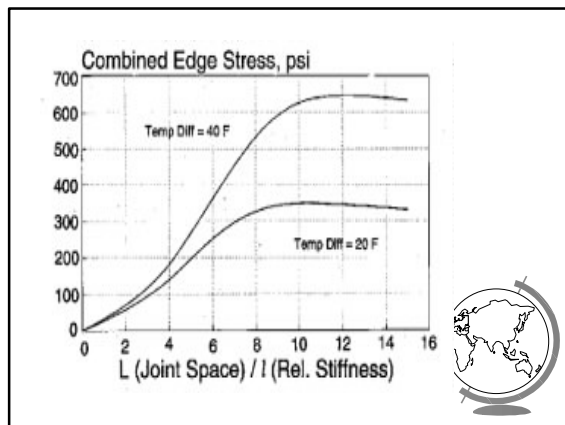 Combined Edge Stress, psi
700
600
500
400
300
200
100
0
Temp Diff = 40 F
Temp Diff = 20 F
0 2 4 6 8 10 12 14 16
L (Joint Space) / l (Rel. Stiffness)